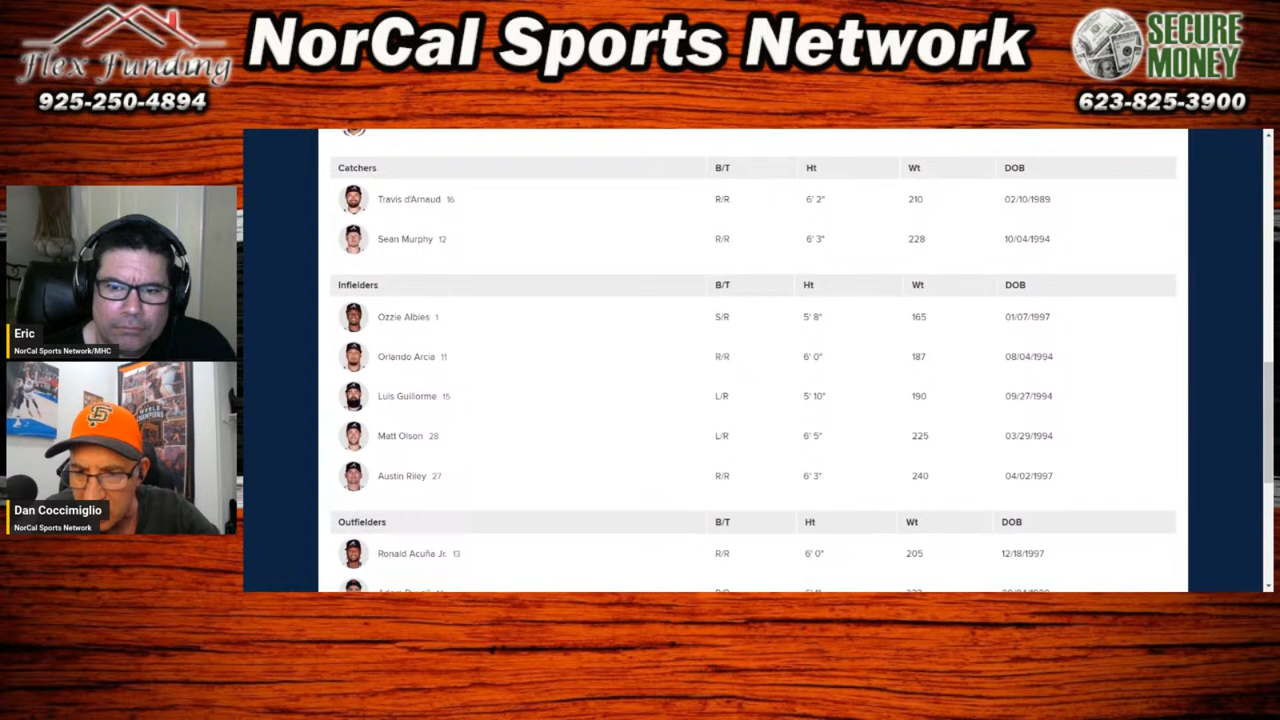 Flex Funding
925-250-4894
NorCal Sports Network
SECURE
MONEY
623-825-3900
Catchers B/T Ht Wt DOB
Travis d'Arnaud 16 R/R 6' 2" 210 02/10/1989
Sean Murphy 12 R/R 6' 3" 228 10/04/1994
Infielders B/T Ht Wt DOB
Ozzie Albies 1 S/R 5' 8" 165 01/07/1997
Orlando Arcia 11 R/R 6' 0" 187 08/04/1994
Luis Guillorme 15 L/R 5' 10" 190 09/27/1994
Matt Olson 28 L/R 6' 5" 225 03/29/1994
Austin Riley 27 R/R 6' 3" 240 04/02/1997
Outfielders B/T Ht Wt DOB
Ronald Acuña Jr. 13 R/R 6' 0" 205 12/18/1997
Eric
NorCal Sports Network/MHC
WORLD
CHAMPIONS
SF
Dan Coccimiglio
NorCal Sports Network